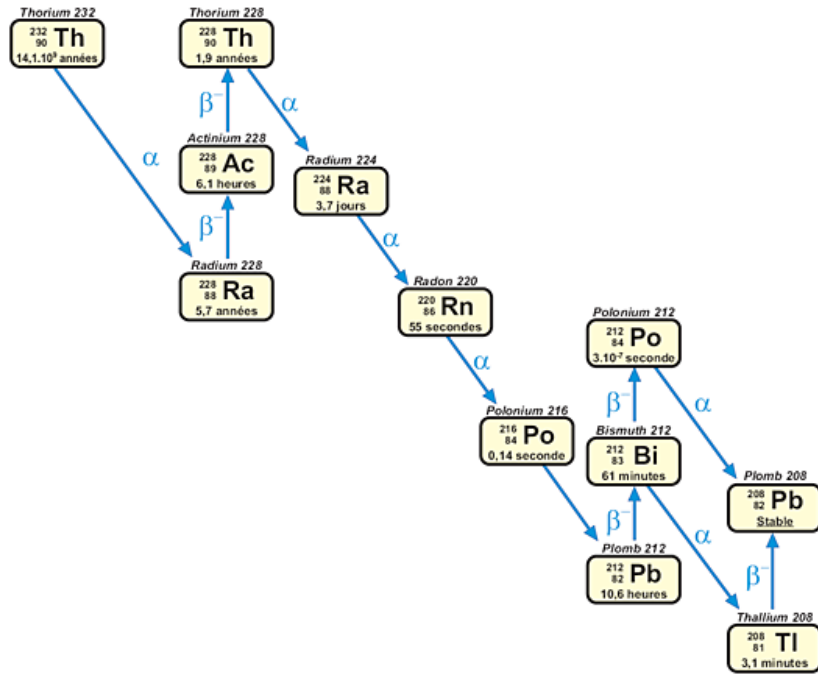 Thorium 232
232
90 Th
14,1.10⁹ années
Thorium 228
228
90 Th
1,9 années
β⁻
α
α
Actinium 228
228
89 Ac
6,1 heures
Radium 224
224
88 Ra
3,7 jours
β⁻
α
Radium 228
228
88 Ra
5,7 années
Radon 220
220
86 Rn
55 secondes
Polonium 212
212
84 Po
3.10⁻⁷ seconde
α
β⁻
α
Polonium 216
216
84 Po
0,14 seconde
Bismuth 212
212
83 Bi
61 minutes
Plomb 208
208
82 Pb
Stable
β⁻
α
Plomb 212
212
82 Pb
10,6 heures
β⁻
Thallium 208
208
81 Tl
3,1 minutes